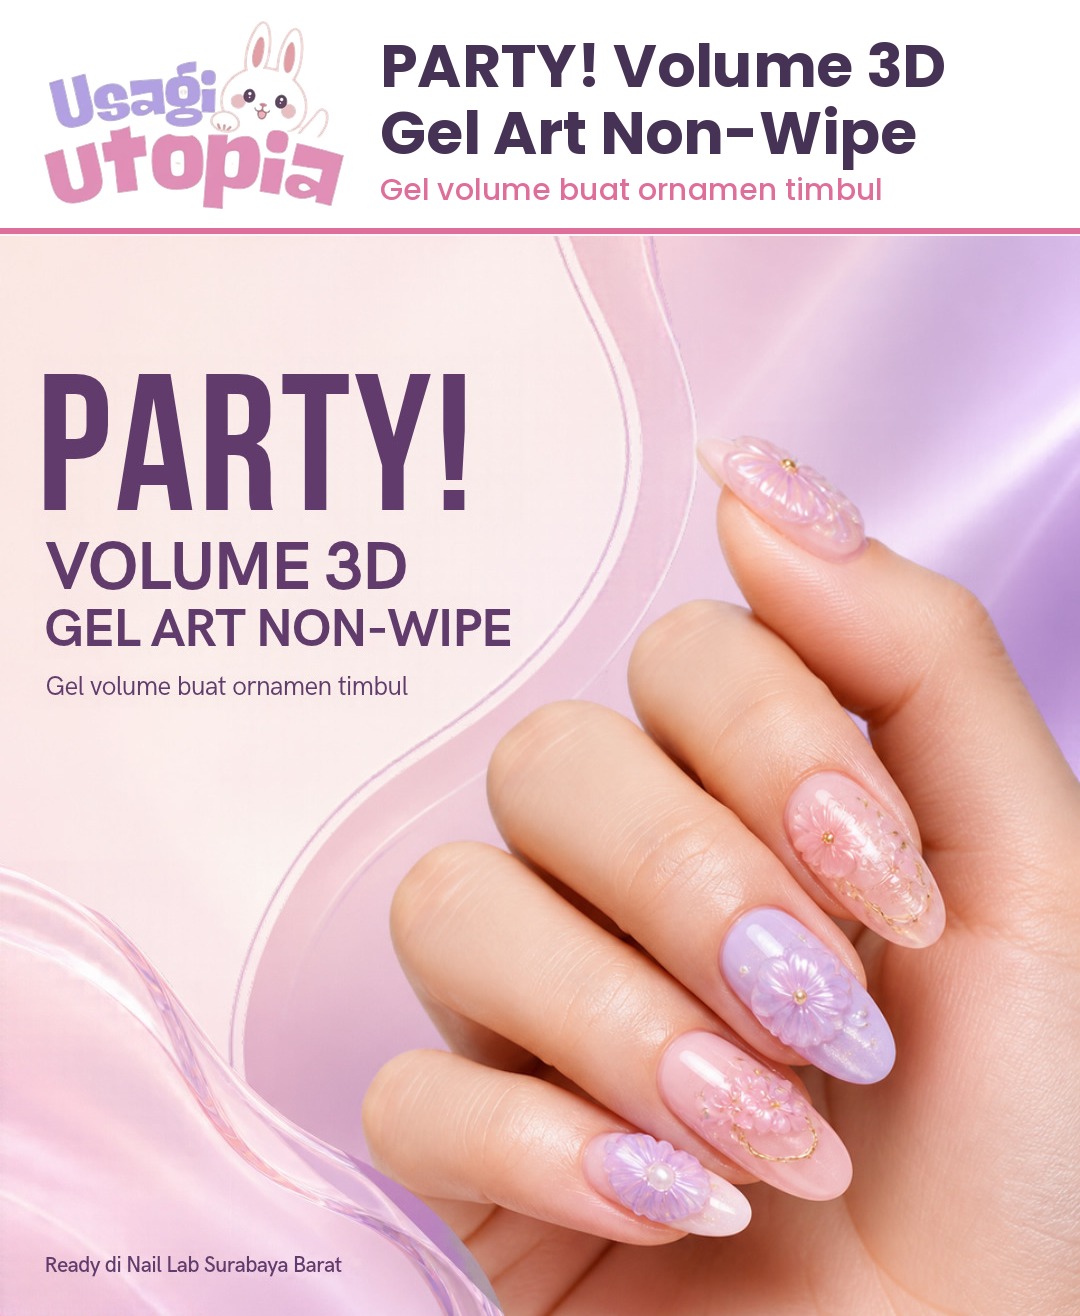 Usagi
Utopia
PARTY! Volume 3D
Gel Art Non-Wipe
Gel volume buat ornamen timbul
PARTY!
VOLUME 3D
GEL ART NON-WIPE
Gel volume buat ornamen timbul
Ready di Nail Lab Surabaya Barat